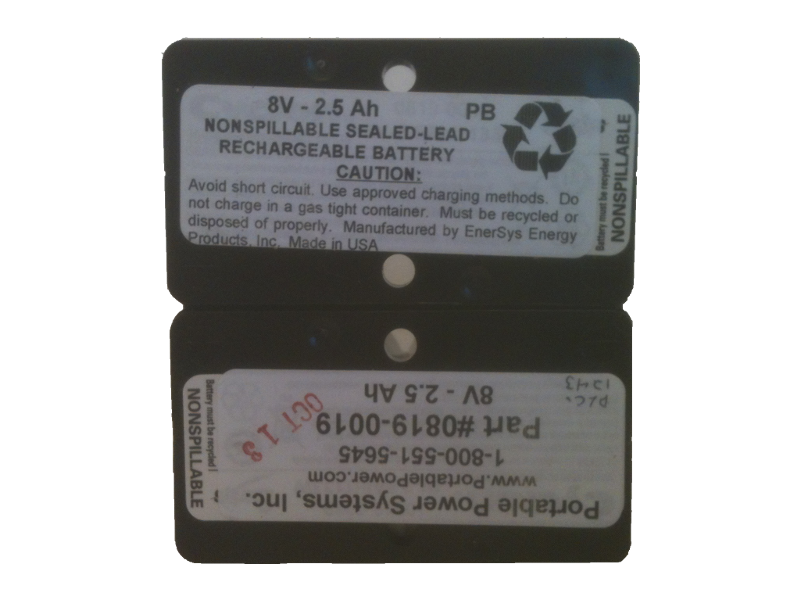 8V - 2.5 Ah PB
NONSPILLABLE SEALED-LEAD
RECHARGEABLE BATTERY
CAUTION:
Avoid short circuit. Use approved charging methods. Do
not charge in a gas tight container. Must be recycled or
disposed of properly. Manufactured by EnerSys Energy
Products, Inc. Made in USA
Battery must be recycled !
NONSPILLABLE
Portable Power Systems, Inc.
www.PortablePower.com
1-800-551-5645
Part #0819-0019
8V - 2.5 Ah
OCT 13
Battery must be recycled !
NONSPILLABLE